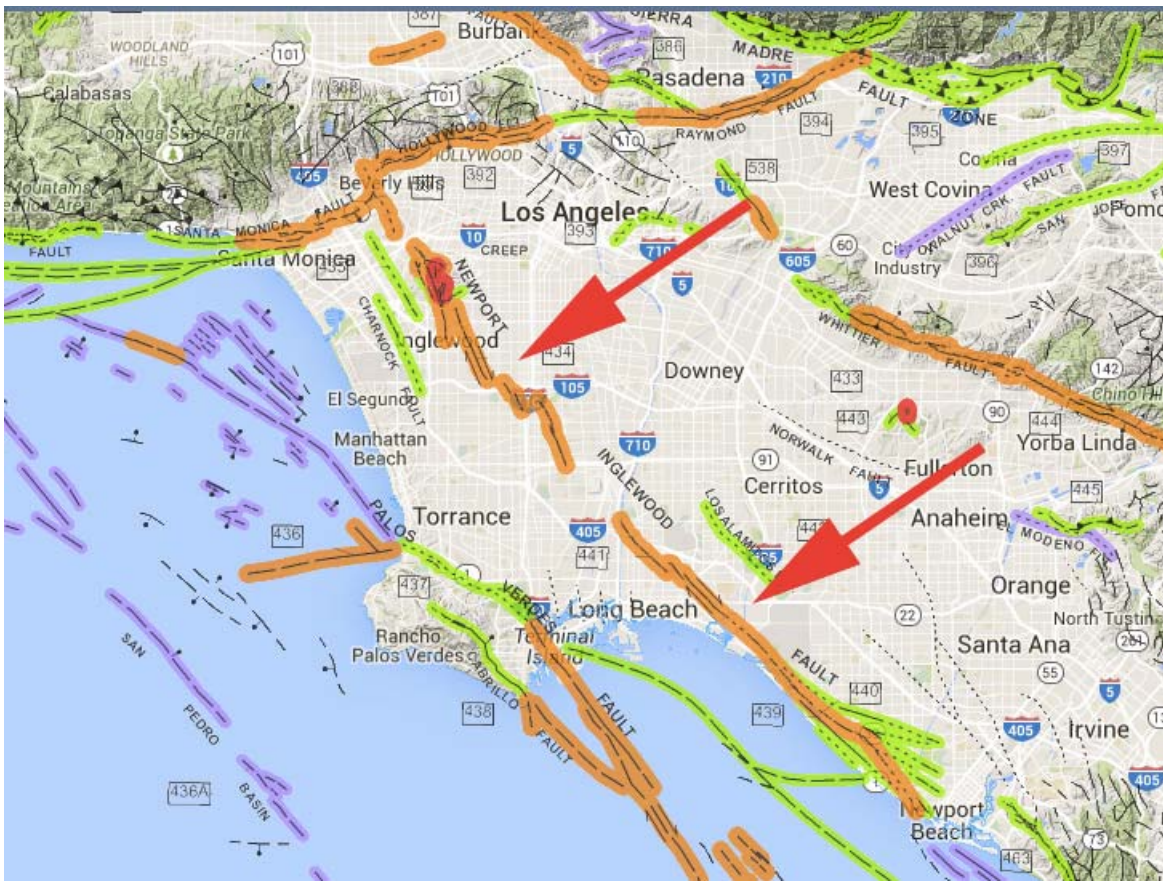 387
SIERRA
WOODLAND
HILLS
101
Burbank
386
MADRE
Pasadena
210
Calabasas
388
101
FAULT
FAULT
Topanga State Park
HOLLYWOOD
HOLLYWOOD
RAYMOND
394
395
ZONE
5
110
Covina
397
405
392
Beverly Hills
538
10
West Covina
FAULT
Los Angeles
WALNUT CRK.
SAN JOSE
Pomo
SANTA MONICA FAULT
FAULT
Santa Monica
10
393
CREEP
710
60
City of
Industry
396
605
5
NEWPORT
CHARNOCK FAULT
Inglewood
434
WHITTIER
FAULT
105
Downey
433
142
Chino Hi
El Segundo
443
90
444
Manhattan
Beach
710
NORWALK FAULT
Yorba Linda
91
Fullerton
INGLEWOOD
Cerritos
5
445
PALOS
Torrance
LOS ALAMITOS
Anaheim
436
405
MODENO
441
Orange
437
1
VERDES
Long Beach
22
North Tustin
Rancho
Palos Verdes
Terminal
Island
Santa Ana
SAN
CABRILLO
FAULT
55
5
440
PEDRO
438
FAULT
FAULT
439
405
Irvine
436A
1
405
BASIN
Newport
Beach
73
463